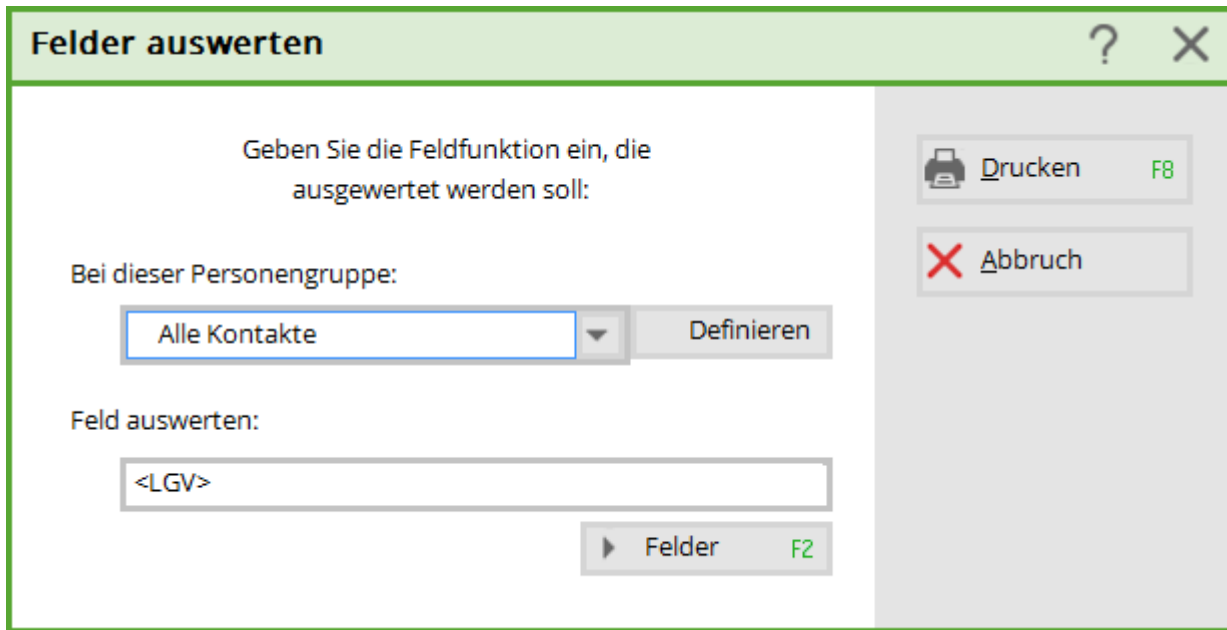 Felder auswerten
Geben Sie die Feldfunktion ein, die
ausgewertet werden soll:
Bei dieser Personengruppe:
Alle Kontakte
Definieren
Feld auswerten:
<LGV>
Felder F2
Drucken F8
Abbruch